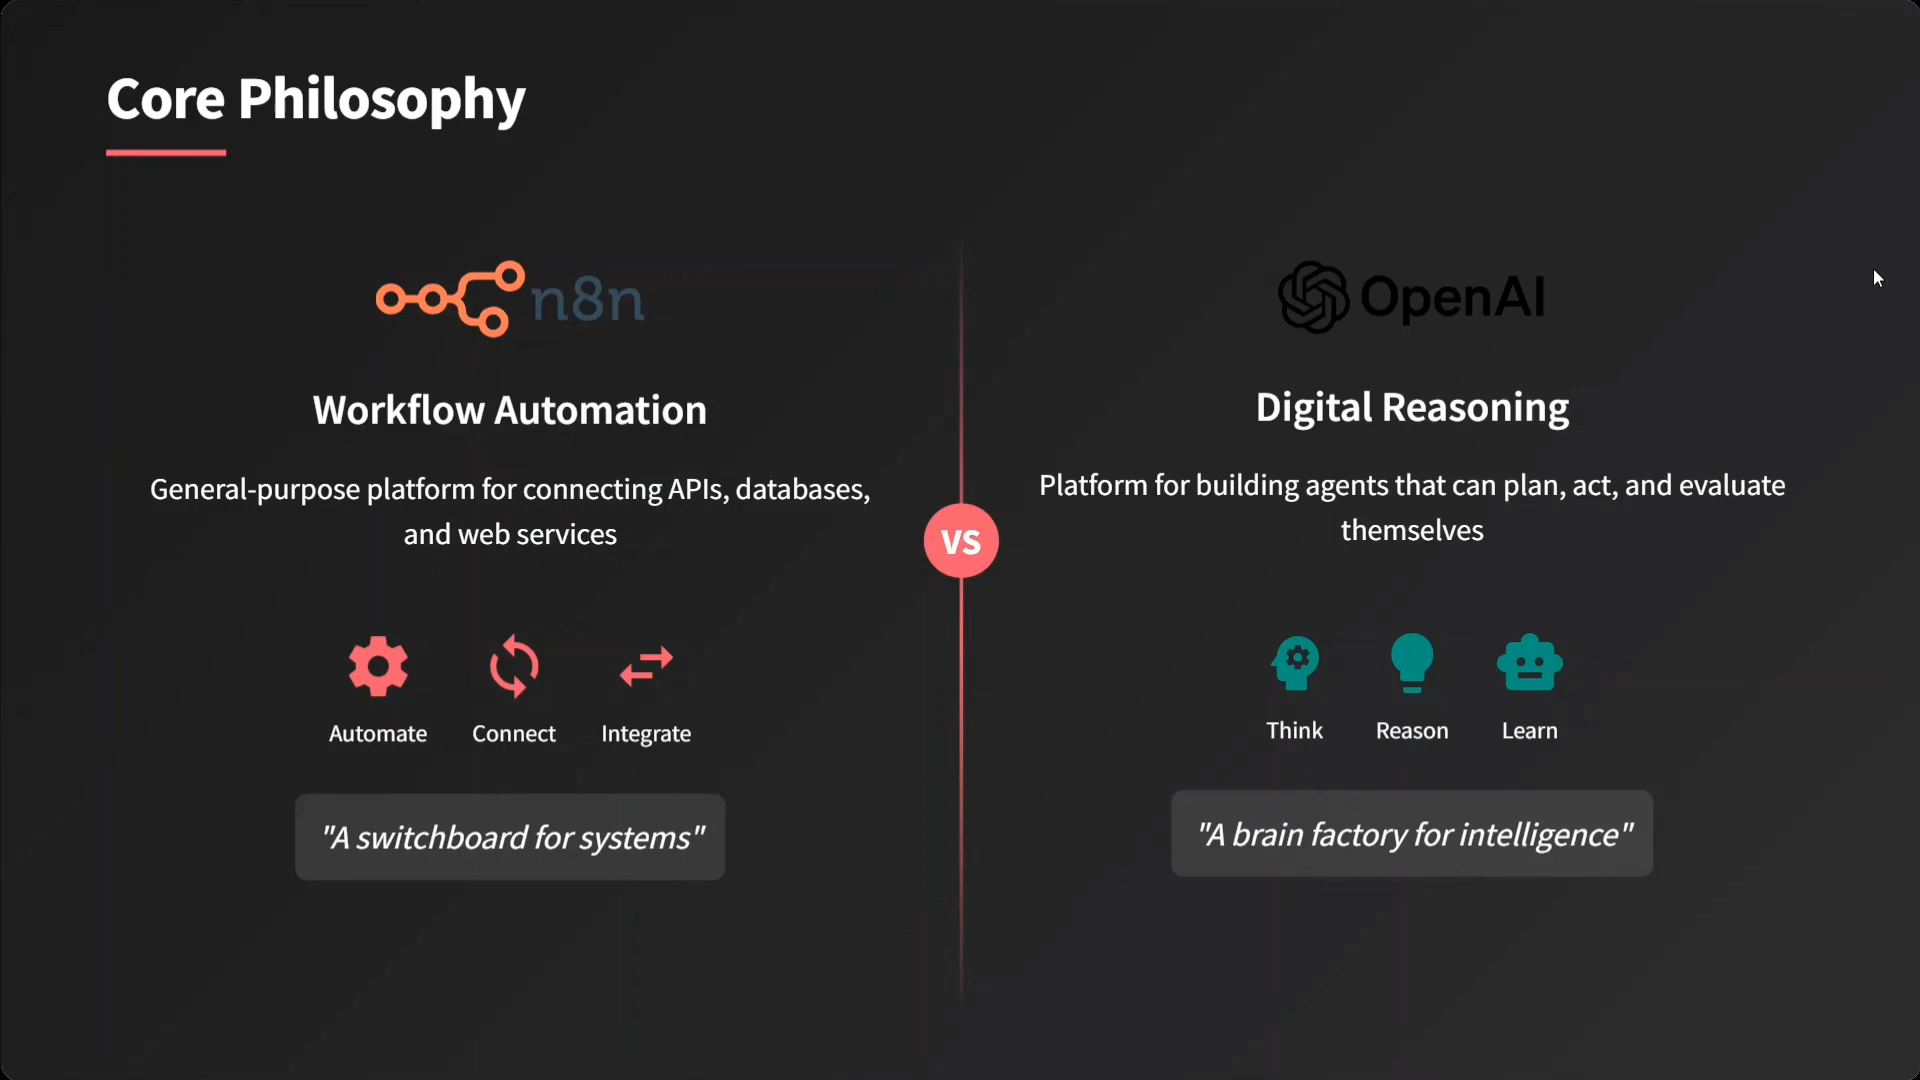 Core Philosophy
n8n
Workflow Automation
General-purpose platform for connecting APIs, databases,
and web services
Automate
Connect
Integrate
"A switchboard for systems"
VS
OpenAI
Digital Reasoning
Platform for building agents that can plan, act, and evaluate
themselves
Think
Reason
Learn
"A brain factory for intelligence"